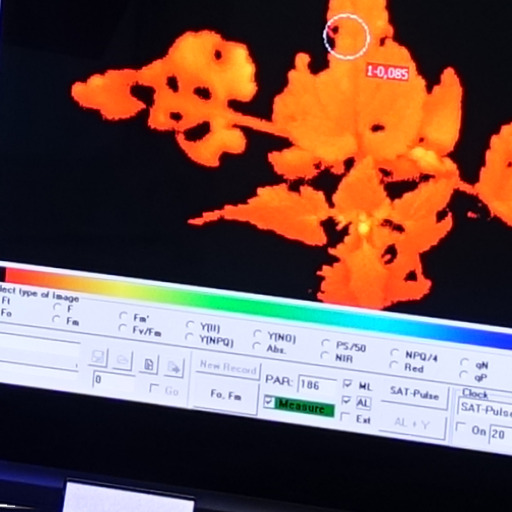 1-0,085
lect type of Image
Ft F Fm' Y(II) Y(NO) PS/50 NPQ/4 qN
Fo Fm Fv/Fm Y(NPQ) Abs. NIR Red qP
New Record PAR: 186 ML SAT-Pulse Clock
0 Go Fo, Fm Measure AL AL + Y SAT-Pulse
Ext On 20